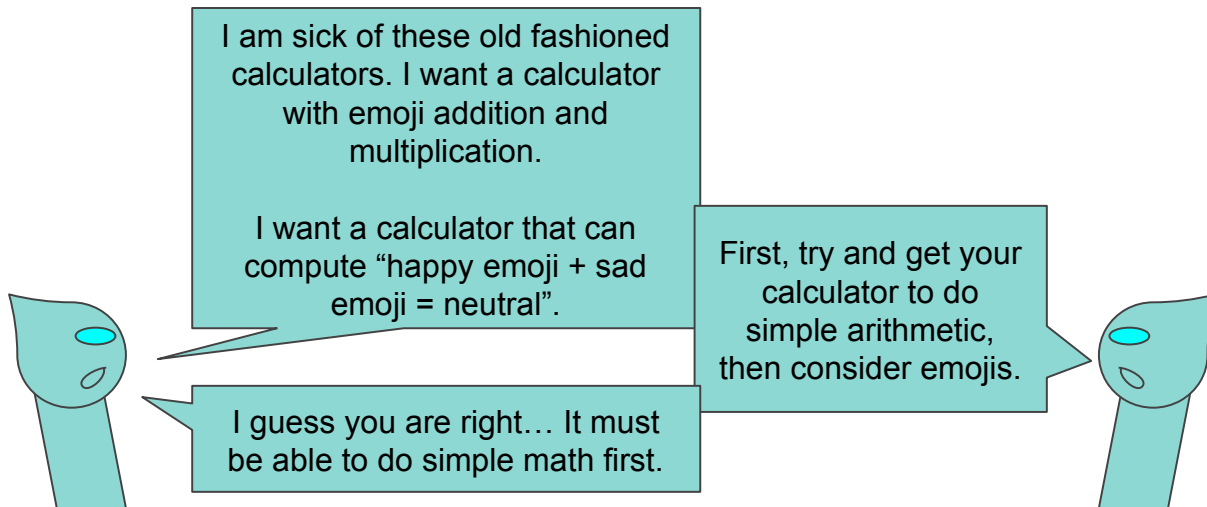 I am sick of these old fashioned
calculators. I want a calculator
with emoji addition and
multiplication.
I want a calculator that can
compute “happy emoji + sad
emoji = neutral”.
First, try and get your
calculator to do
simple arithmetic,
then consider emojis.
I guess you are right… It must
be able to do simple math first.